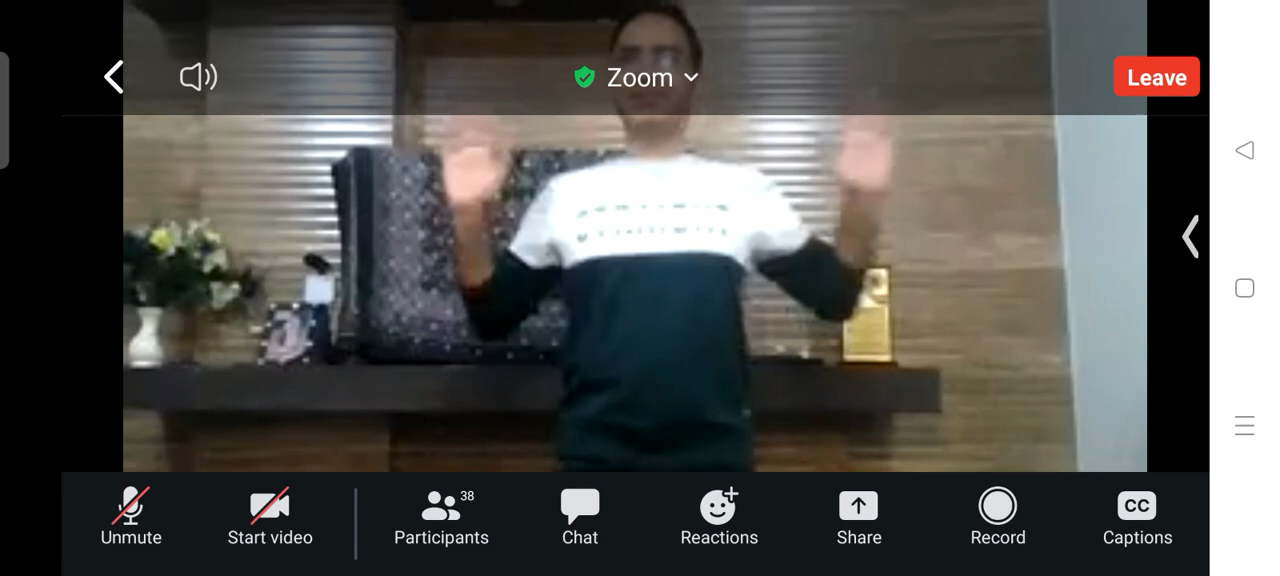 Zoom
Leave
38
CC
Unmute
Start video
Participants
Chat
Reactions
Share
Record
Captions